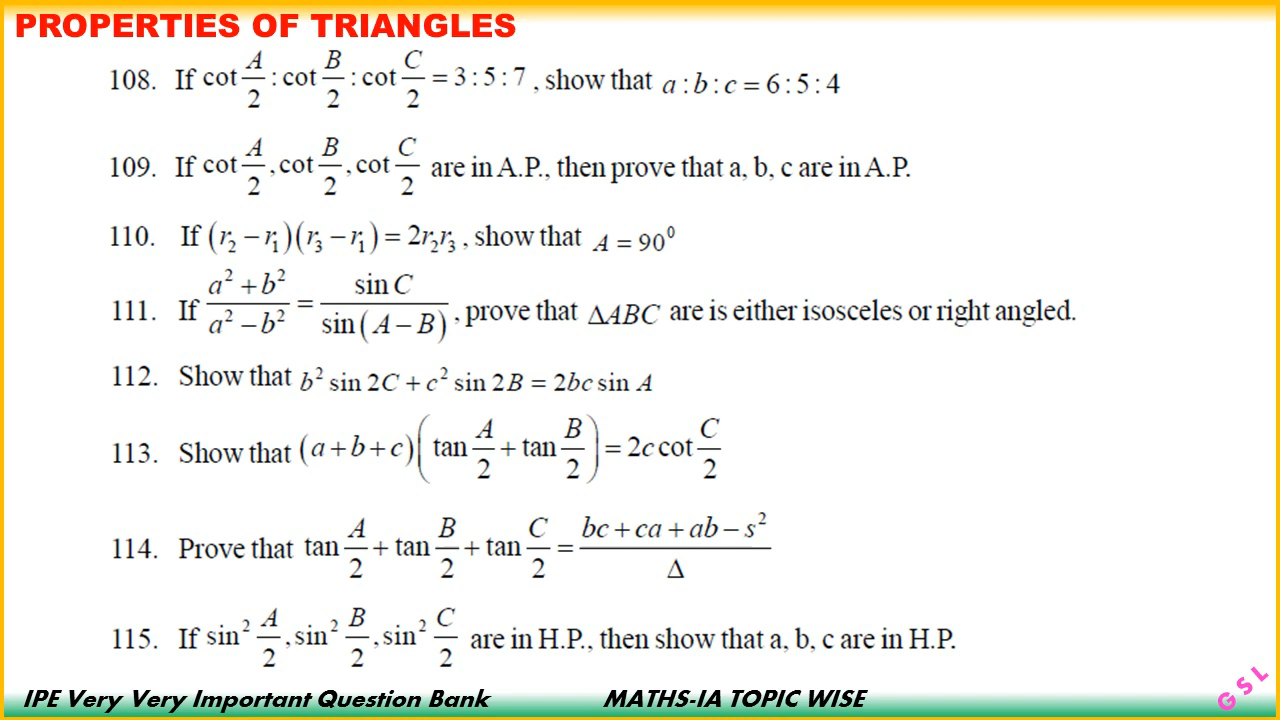 PROPERTIES OF TRIANGLES
108. If cot A/2 : cot B/2 : cot C/2 = 3 : 5 : 7 , show that a : b : c = 6 : 5 : 4
109. If cot A/2 , cot B/2 , cot C/2 are in A.P., then prove that a, b, c are in A.P.
110. If (r₂ − r₁)(r₃ − r₁) = 2r₂r₃ , show that A = 90⁰
111. If (a² + b²)/(a² − b²) = sin C/sin(A − B) , prove that ΔABC are is either isosceles or right angled.
112. Show that b² sin 2C + c² sin 2B = 2bc sin A
113. Show that (a + b + c)(tan A/2 + tan B/2) = 2c cot C/2
114. Prove that tan A/2 + tan B/2 + tan C/2 = (bc + ca + ab − s²)/Δ
115. If sin² A/2 , sin² B/2 , sin² C/2 are in H.P., then show that a, b, c are in H.P.
IPE Very Very Important Question Bank MATHS-IA TOPIC WISE
G S L